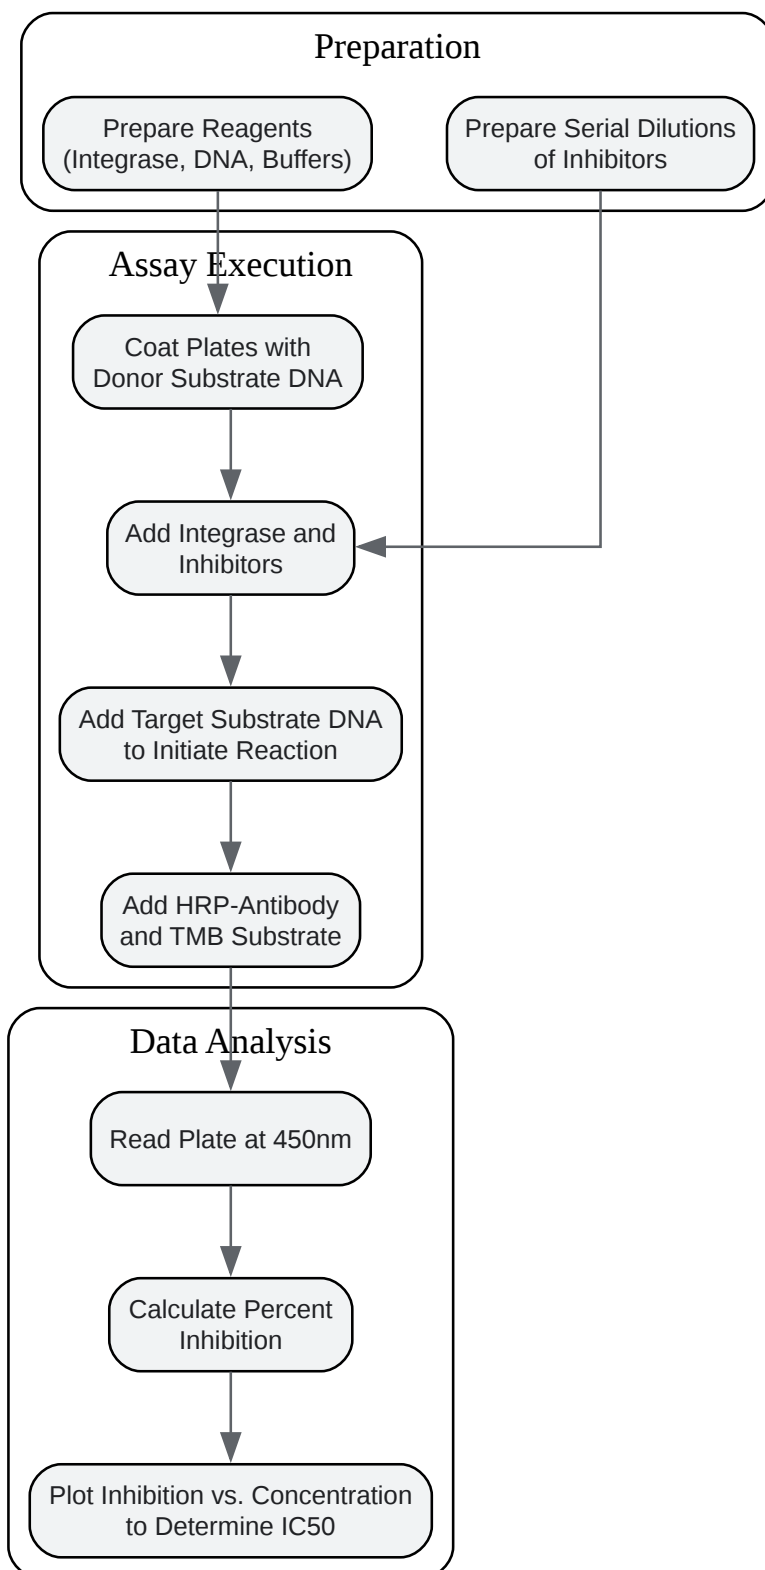 Preparation
Prepare Reagents
(Integrase, DNA, Buffers)
Prepare Serial Dilutions
of Inhibitors
Assay Execution
Coat Plates with
Donor Substrate DNA
Add Integrase and
Inhibitors
Add Target Substrate DNA
to Initiate Reaction
Add HRP-Antibody
and TMB Substrate
Data Analysis
Read Plate at 450nm
Calculate Percent
Inhibition
Plot Inhibition vs. Concentration
to Determine IC50